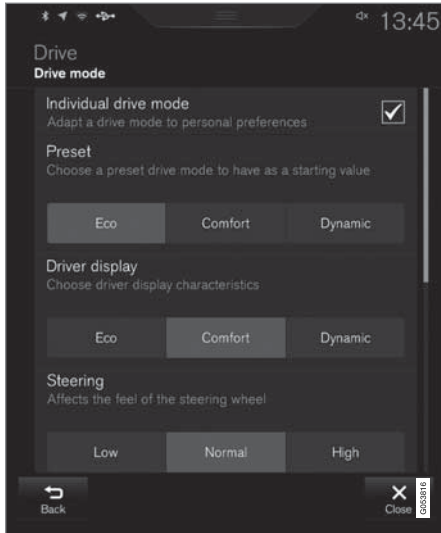 13:45
Drive
Drive mode
Individual drive mode
Adapt a drive mode to personal preferences
Preset
Choose a preset drive mode to have as a starting value
Eco Comfort Dynamic
Driver display
Choose driver display characteristics
Eco Comfort Dynamic
Steering
Affects the feel of the steering wheel
Low Normal High
Back Close
G053816